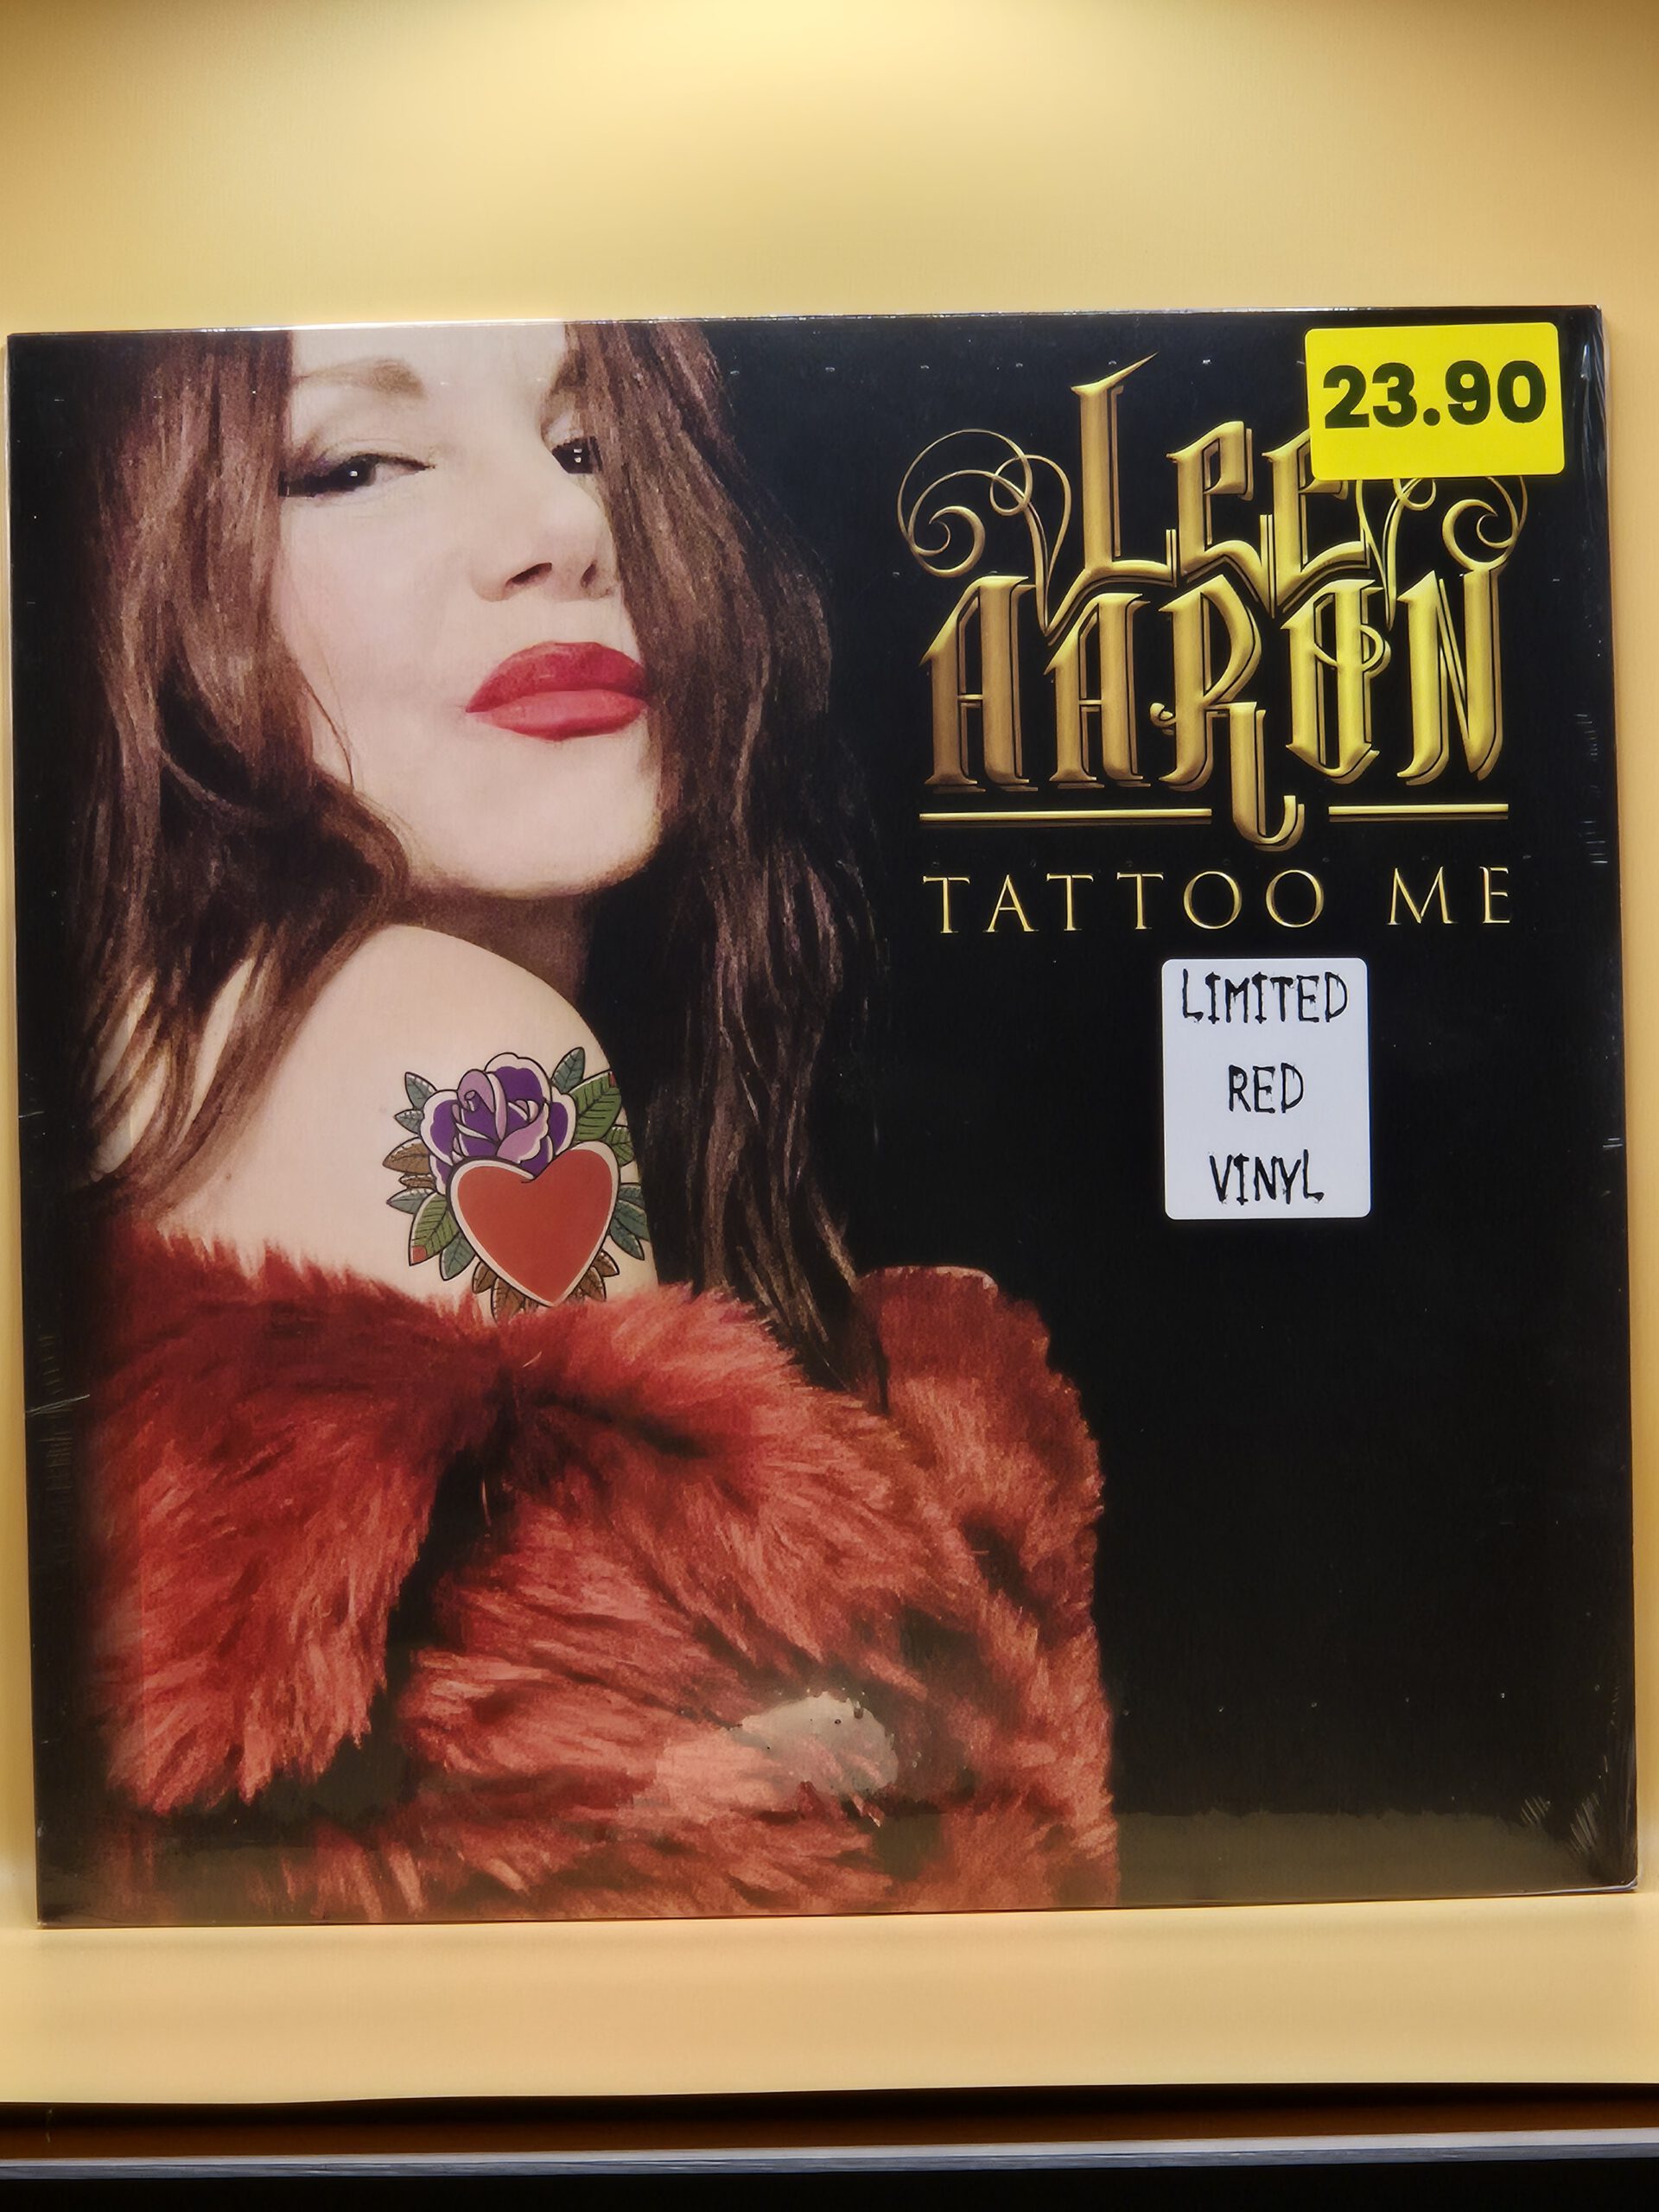 23.90
LEE
AARON
TATTOO ME
LIMITED
RED
VINYL